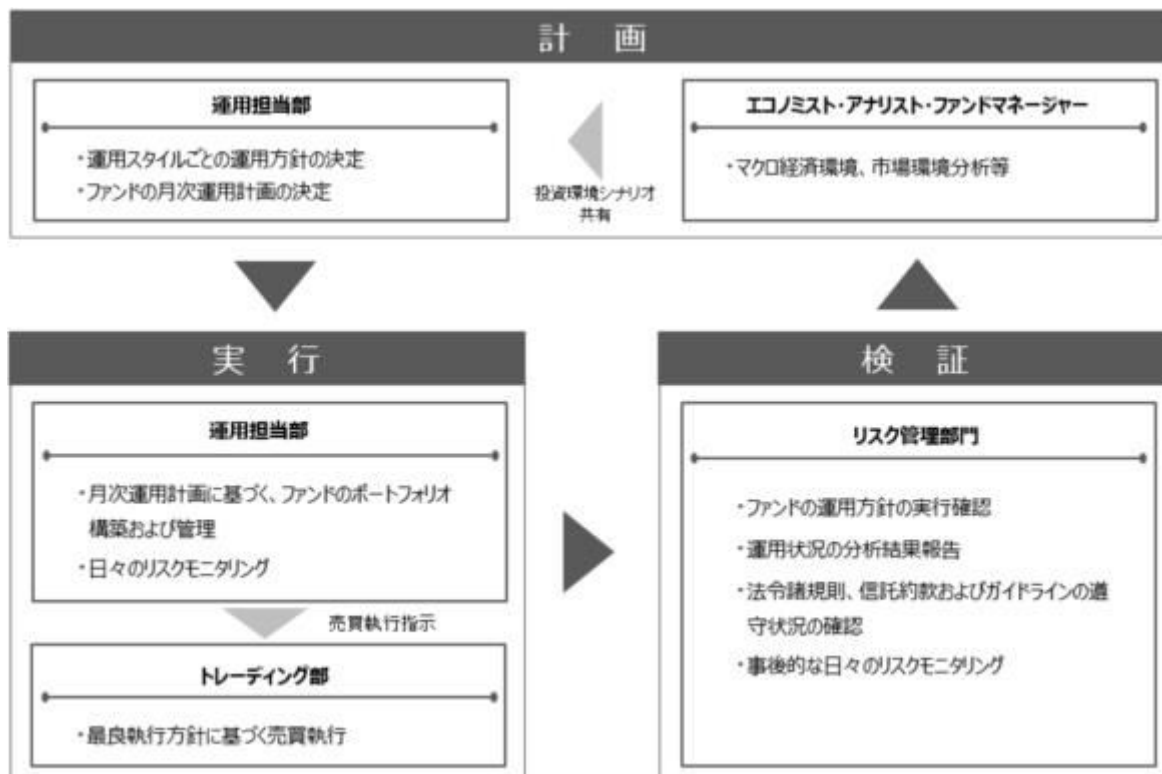 計 画
運用担当部
・運用スタイルごとの運用方針の決定
・ファンドの月次運用計画の決定
投資環境シナリオ
共有
エコノミスト・アナリスト・ファンドマネージャー
・マクロ経済環境、市場環境分析等
実 行
運用担当部
・月次運用計画に基づく、ファンドのポートフォリオ
構築および管理
・日々のリスクモニタリング
売買執行指示
トレーディング部
・最良執行方針に基づく売買執行
検 証
リスク管理部門
・ファンドの運用方針の実行確認
・運用状況の分析結果報告
・法令諸規則、信託約款およびガイドラインの遵
守状況の確認
・事後的な日々のリスクモニタリング